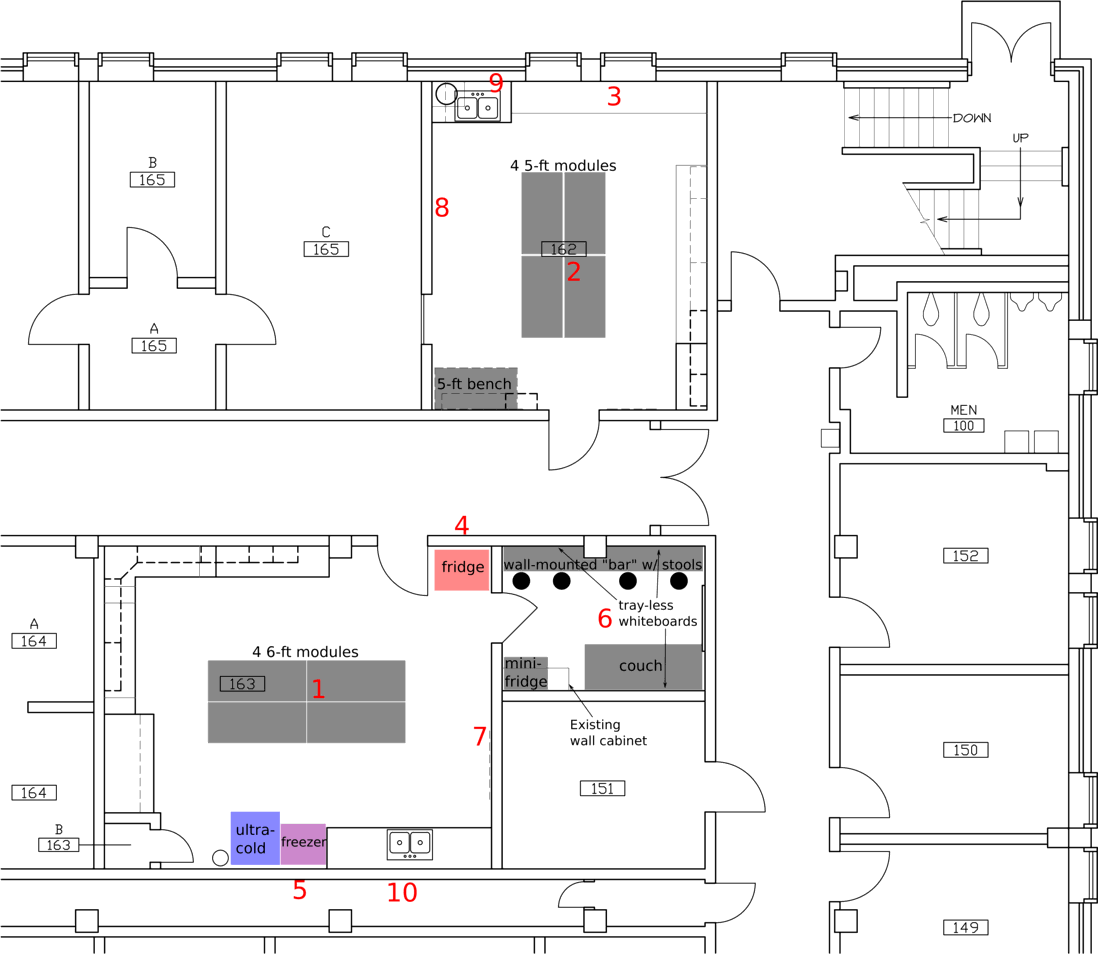 9
3
DOWN
UP
B
165
4 5-ft modules
8
C
165
162
2
A
165
5-ft bench
MEN
100
4
fridge
wall-mounted "bar" w/ stools
152
6
tray-less
whiteboards
A
164
4 6-ft modules
163
1
mini-
fridge
couch
7
Existing
wall cabinet
150
151
164
B
163
ultra-
cold
freezer
5
10
149